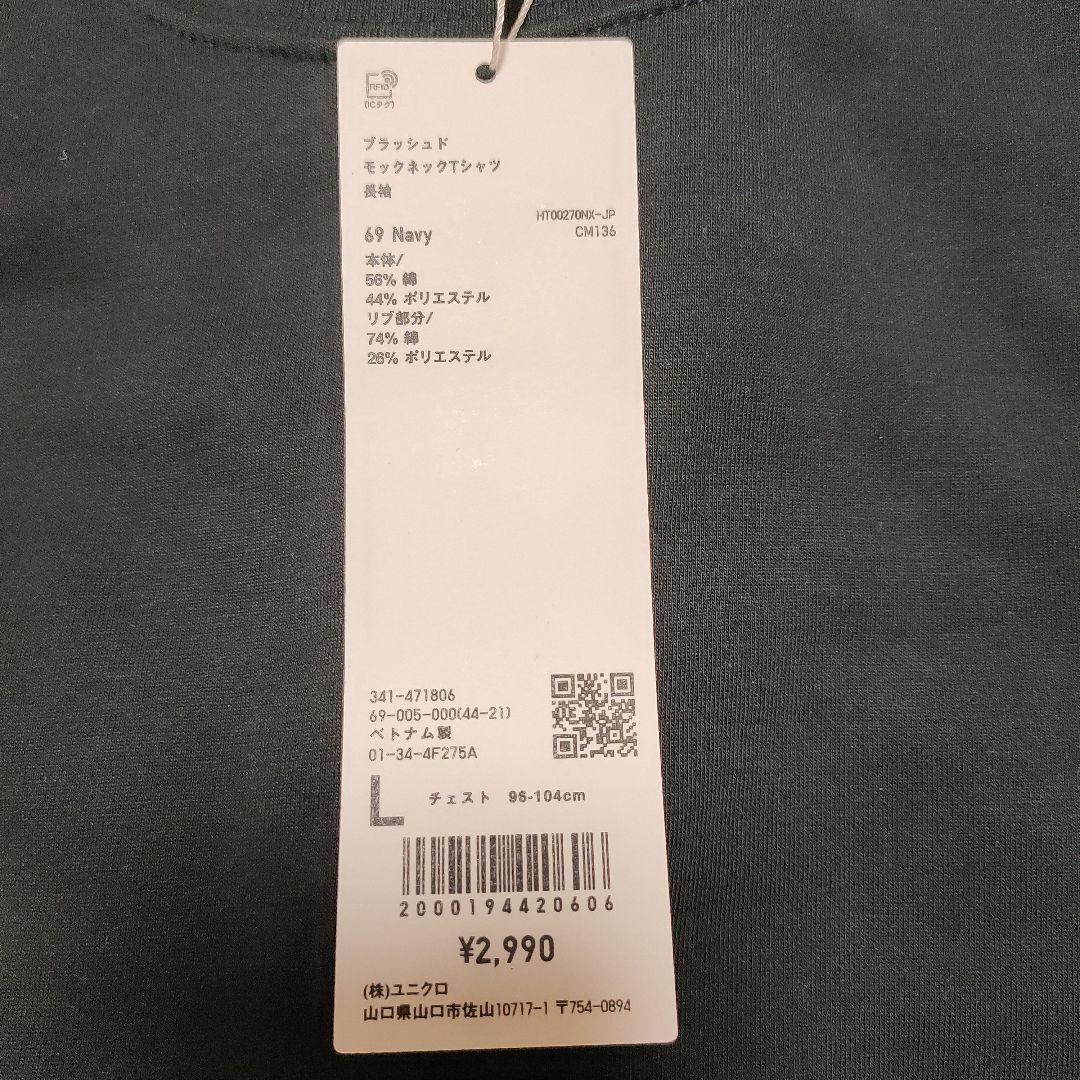 RFID
(ICタグ)
ブラッシュド
モックネックTシャツ
長袖
HT00270NX-JP
CM136
69 Navy
本体/
56% 綿
44% ポリエステル
リブ部分/
74% 綿
26% ポリエステル
341-471806
69-005-000(44-21)
ベトナム製
01-34-4F275A
L チェスト 96-104cm
2000194420606
¥2,990
(株)ユニクロ
山口県山口市佐山10717-1 〒754-0894